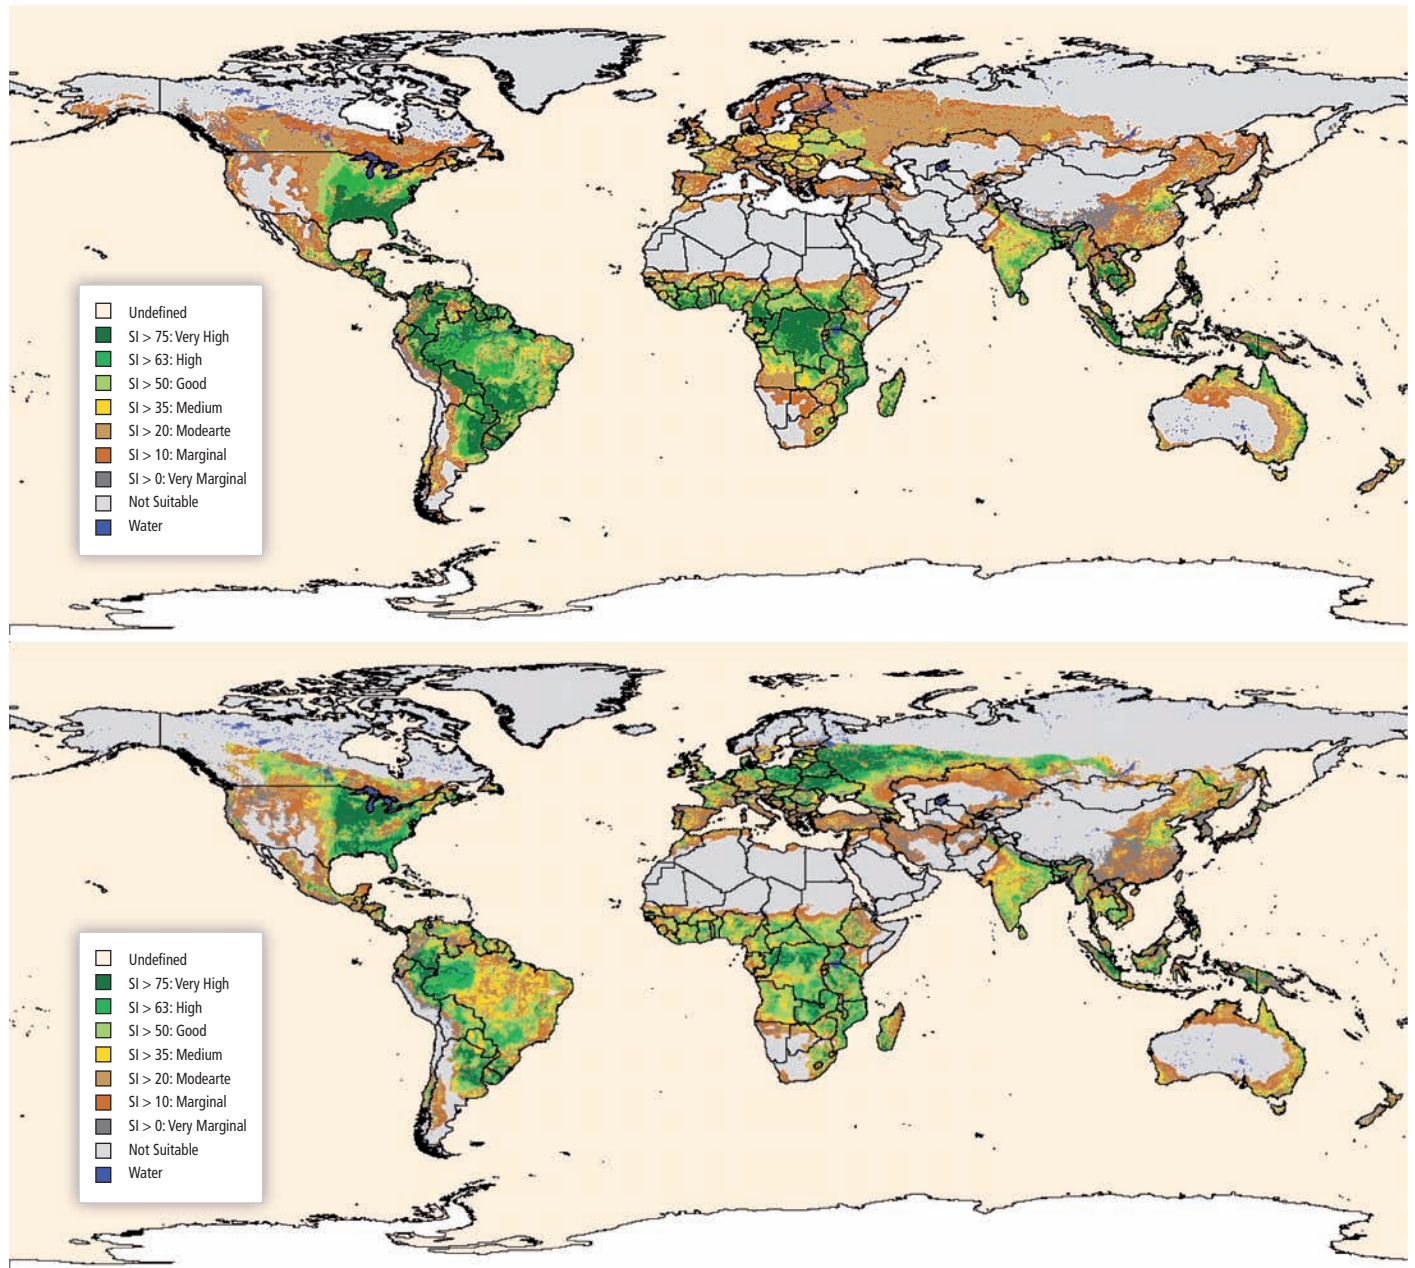 Undefined
SI > 75: Very High
SI > 63: High
SI > 50: Good
SI > 35: Medium
SI > 20: Modearte
SI > 10: Marginal
SI > 0: Very Marginal
Not Suitable
Water
Undefined
SI > 75: Very High
SI > 63: High
SI > 50: Good
SI > 35: Medium
SI > 20: Modearte
SI > 10: Marginal
SI > 0: Very Marginal
Not Suitable
Water